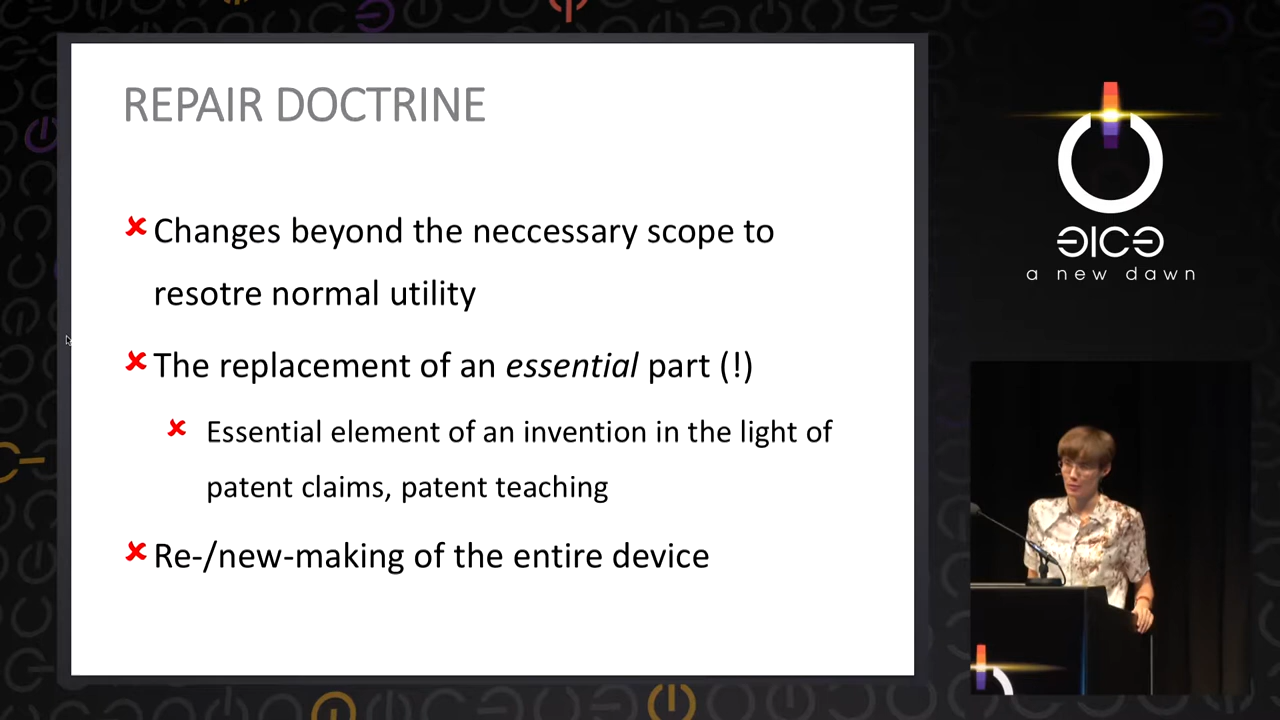 REPAIR DOCTRINE
Changes beyond the neccessary scope to
resotre normal utility
The replacement of an essential part (!)
Essential element of an invention in the light of
patent claims, patent teaching
Re-/new-making of the entire device
31C3
a new dawn